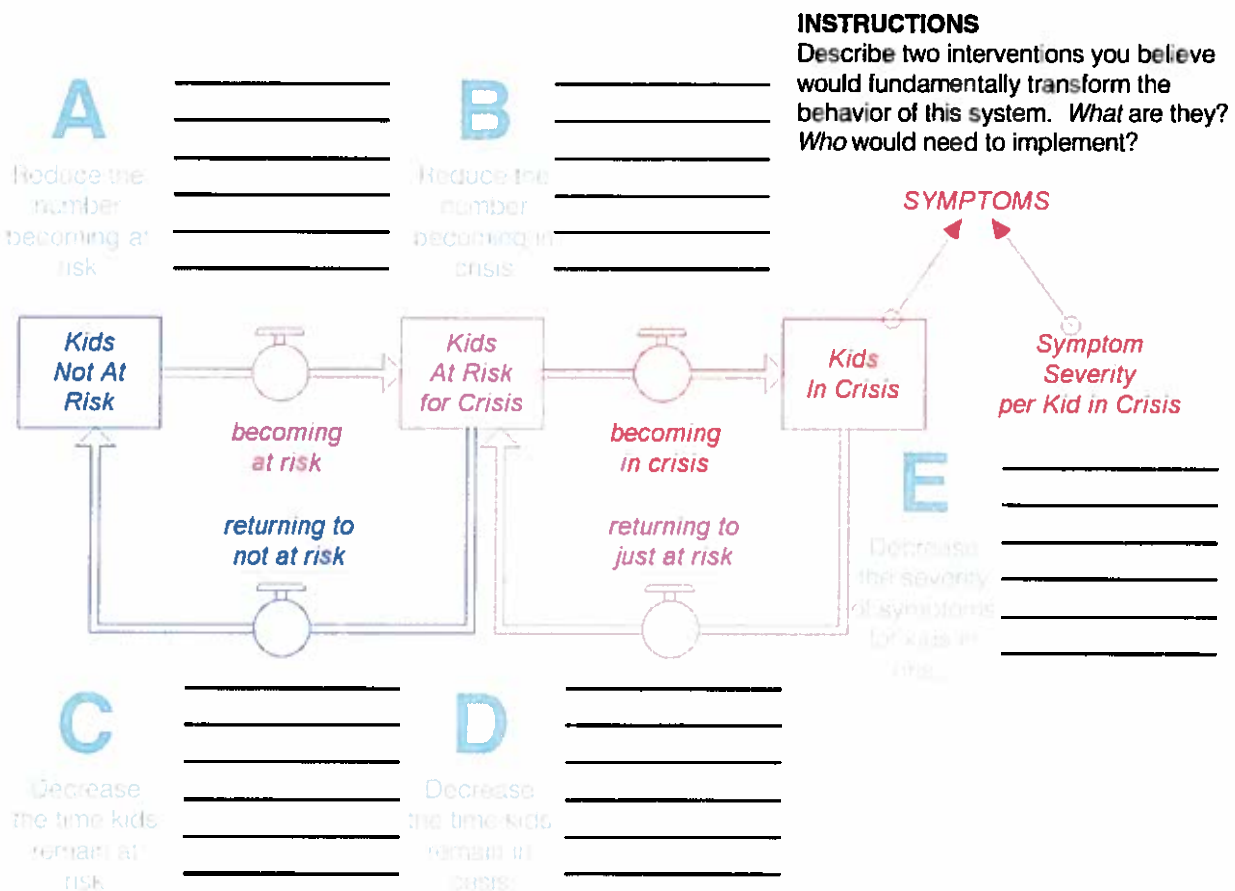 INSTRUCTIONS
Describe two interventions you believe
would fundamentally transform the
behavior of this system. What are they?
Who would need to implement?
A
Reduce the
number
becoming at
risk
B
Reduce the
number
becoming in
crisis
SYMPTOMS
Kids
Not At
Risk
becoming
at risk
Kids
At Risk
for Crisis
becoming
in crisis
Kids
In Crisis
Symptom
Severity
per Kid in Crisis
returning to
not at risk
returning to
just at risk
E
Decrease
the severity
of symptoms
for kids in
C
Decrease
the time kids
remain at
risk
D
Decrease
the time kids
remain in
crisis